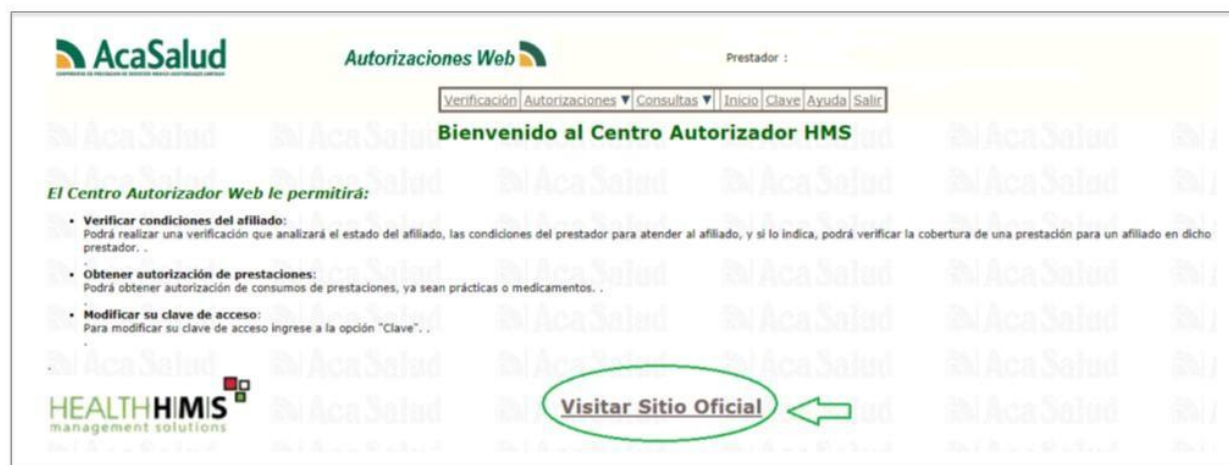 AcaSalud
Autorizaciones Web
Prestador :
Verificación Autorizaciones ▼ Consultas ▼ Inicio Clave Ayuda Salir
Bienvenido al Centro Autorizador HMS
El Centro Autorizador Web le permitirá:
• Verificar condiciones del afiliado:
Podrá realizar una verificación que analizará el estado del afiliado, las condiciones del prestador para atender al afiliado, y si lo indica, podrá verificar la cobertura de una prestación para un afiliado en dicho
prestador. .
.
• Obtener autorización de prestaciones:
Podrá obtener autorización de consumos de prestaciones, ya sean prácticas o medicamentos. .
.
• Modificar su clave de acceso:
Para modificar su clave de acceso ingrese a la opción "Clave". .
.
.
HEALTH HMS
management solutions
Visitar Sitio Oficial